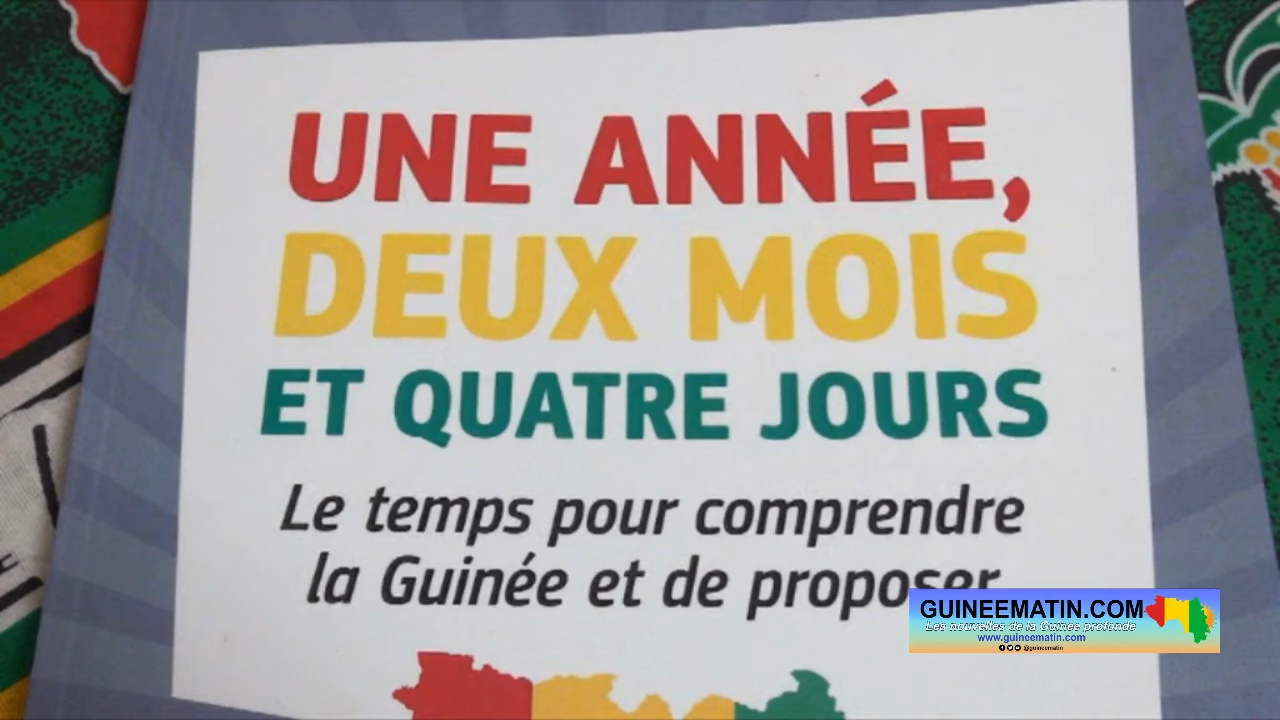 UNE ANNÉE,
DEUX MOIS
ET QUATRE JOURS
Le temps pour comprendre
la Guinée et de proposer
GUINEEMATIN.COM
Les nouvelles de la Guinée profonde
www.guineematin.com
@guineematin